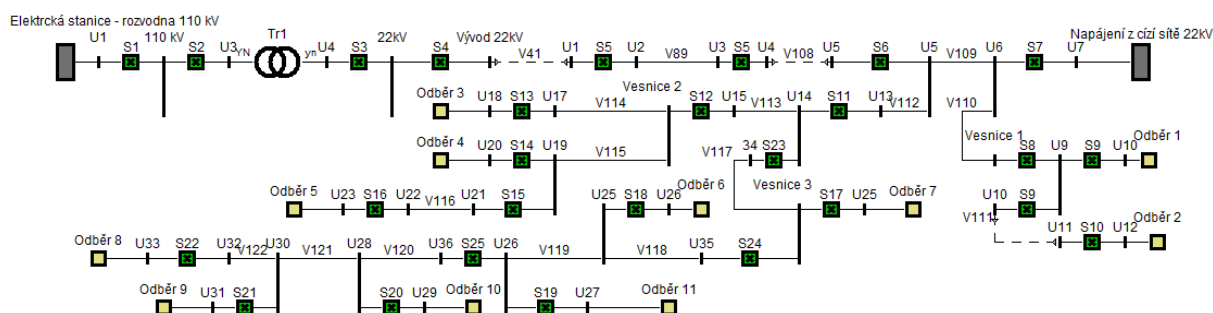 Elektrcká stanice - rozvodna 110 kV
U1 S1 110 kV S2 U3 YN Tr1 yn U4 S3 22kV S4 Vývod 22kV V41 U1 S5 U2 V89 U3 S5 U4 V108 U5 S6 U5 V109 U6 S7 U7 Napájení z cízí sítě 22kV
Odběr 3 U18 S13 U17 V114 Vesnice 2 S12 U15 V113 U14 S11 U13 V112 V110
Odběr 4 U20 S14 U19 V115 V117 34 S23 Vesnice 1 S8 U9 S9 U10 Odběr 1
Odběr 5 U23 S16 U22 V116 U21 S15 U25 S18 U26 Odběr 6 Vesnice 3 S17 U25 Odběr 7 U10 S9 V111
U11 S10 U12 Odběr 2
Odběr 8 U33 S22 U32 V122 U30 V121 U28 V120 U36 S25 U26 V119 V118 U35 S24
Odběr 9 U31 S21 S20 U29 Odběr 10 S19 U27 Odběr 11